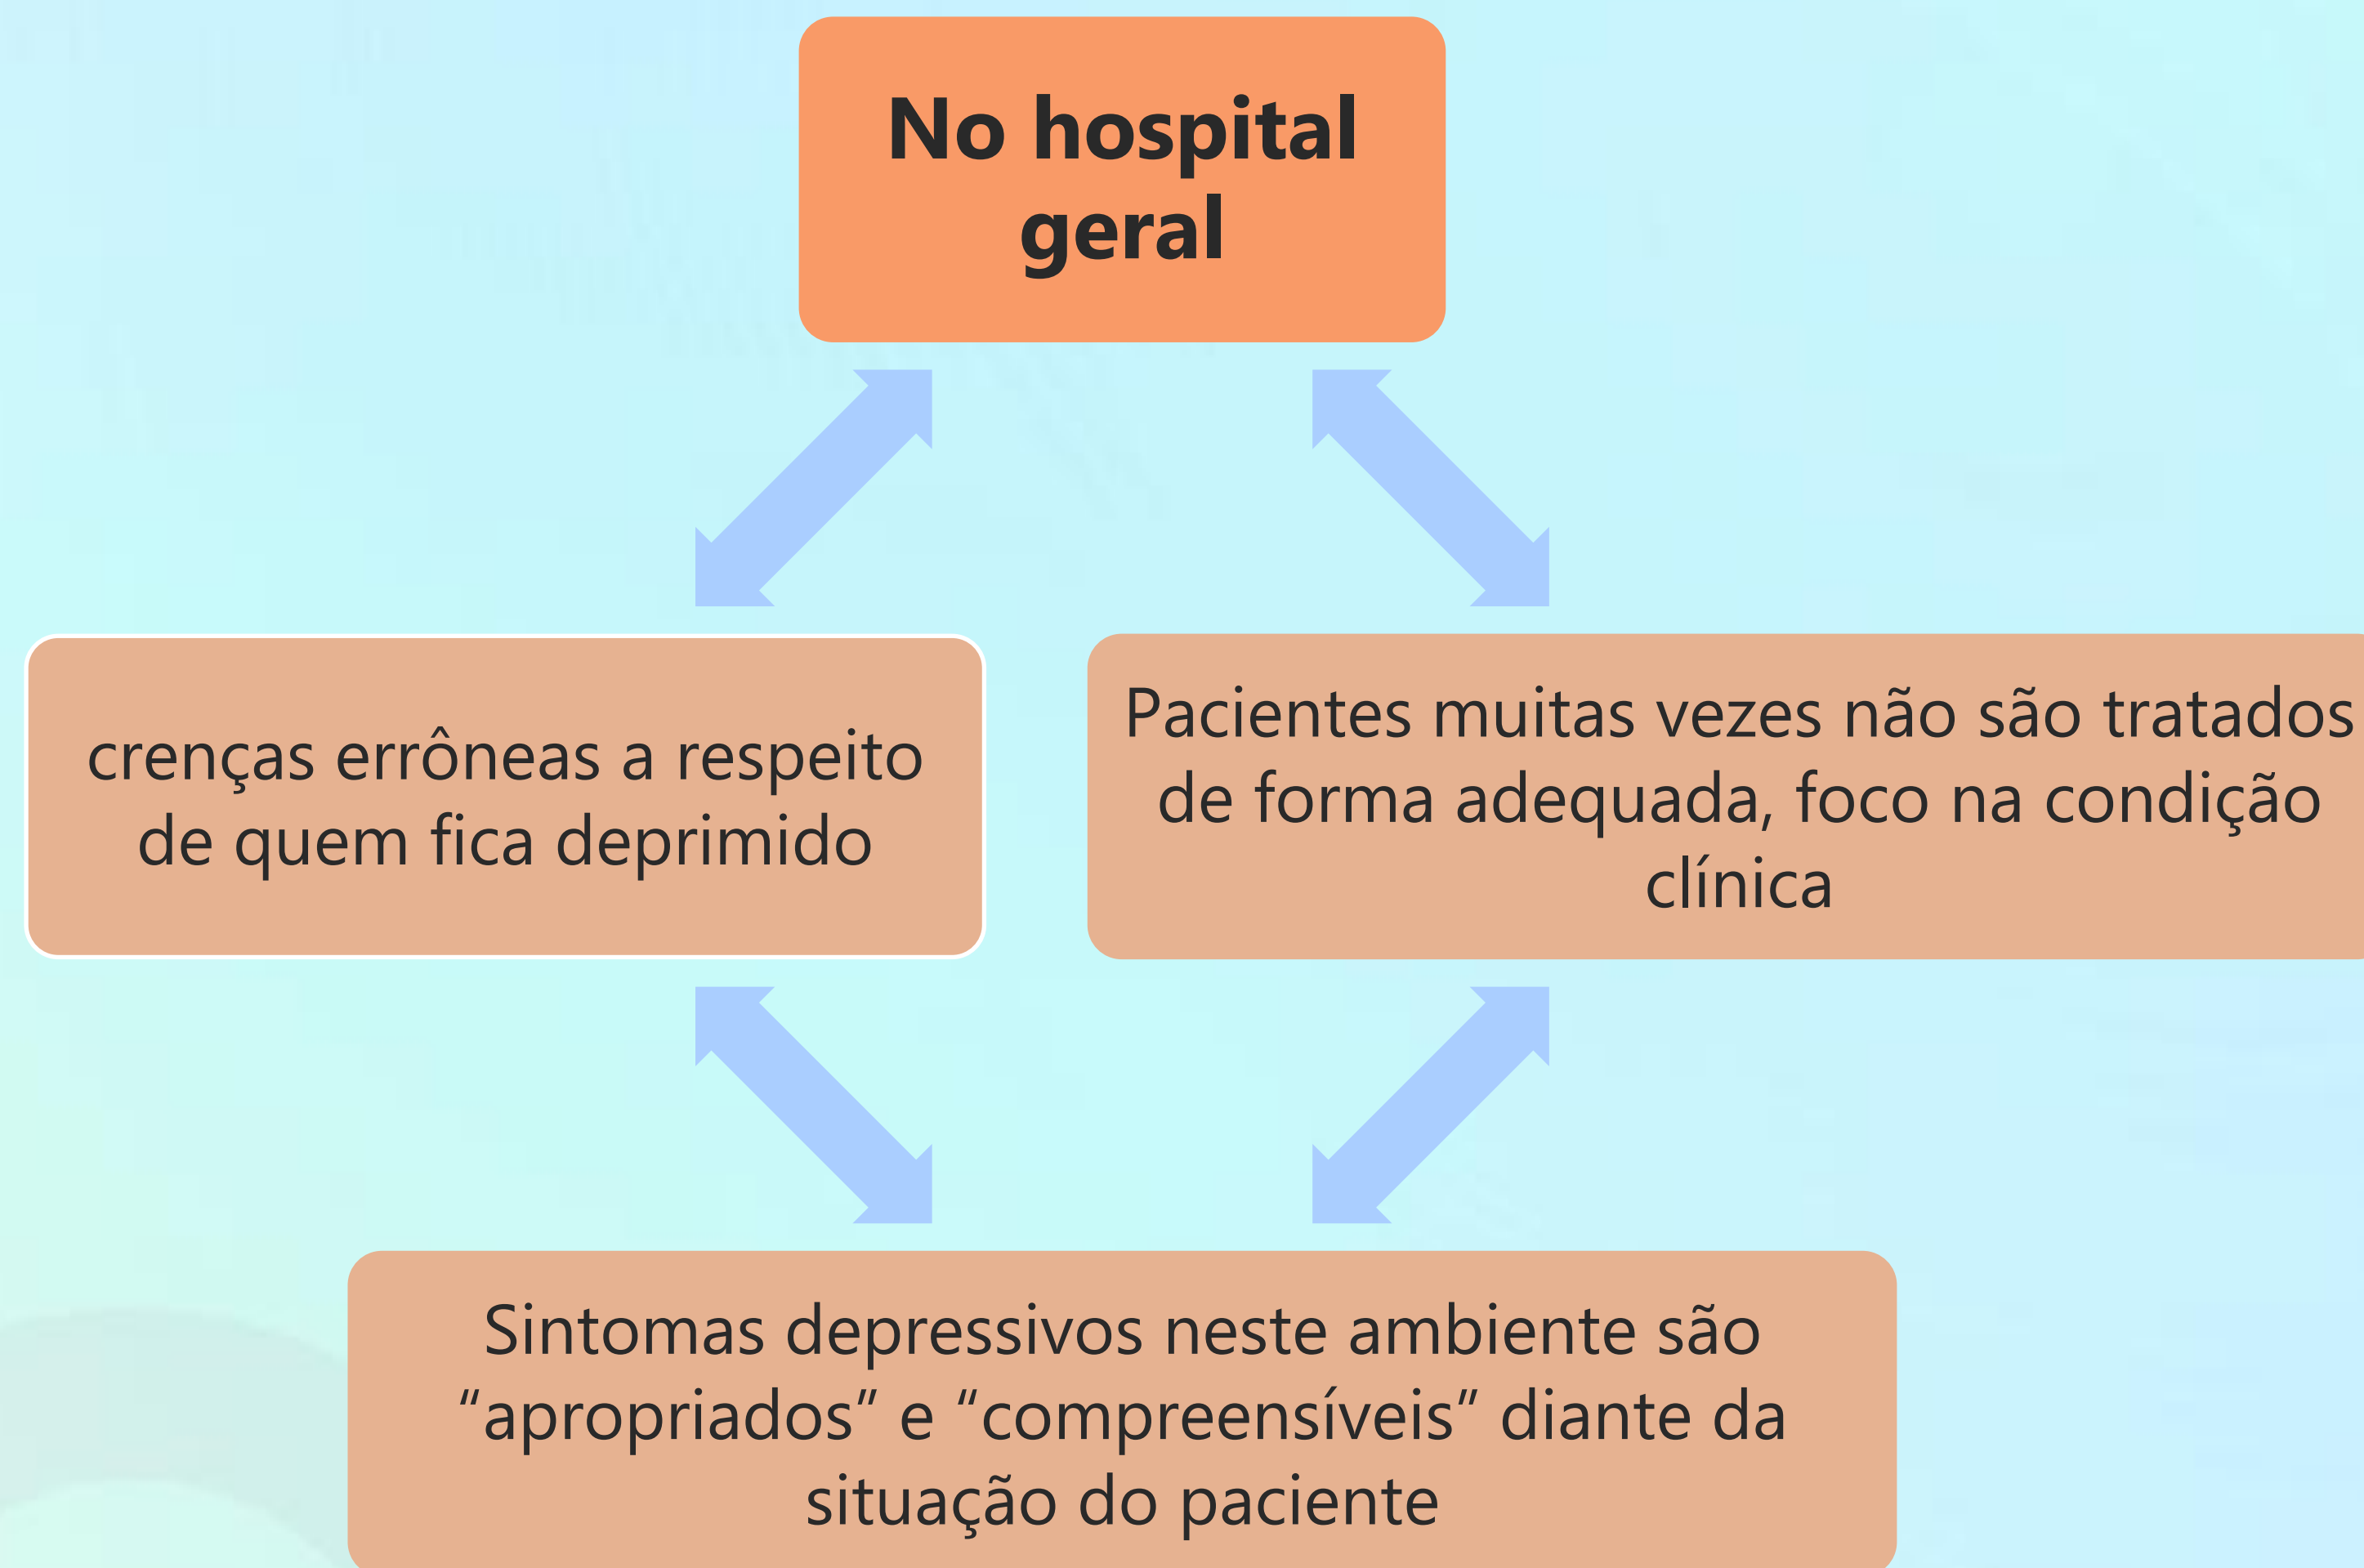 No hospital
geral
crenças errôneas a respeito
de quem fica deprimido
Pacientes muitas vezes não são tratados
de forma adequada, foco na condição
clínica
Sintomas depressivos neste ambiente são
“apropriados” e “compreensíveis” diante da
situação do paciente